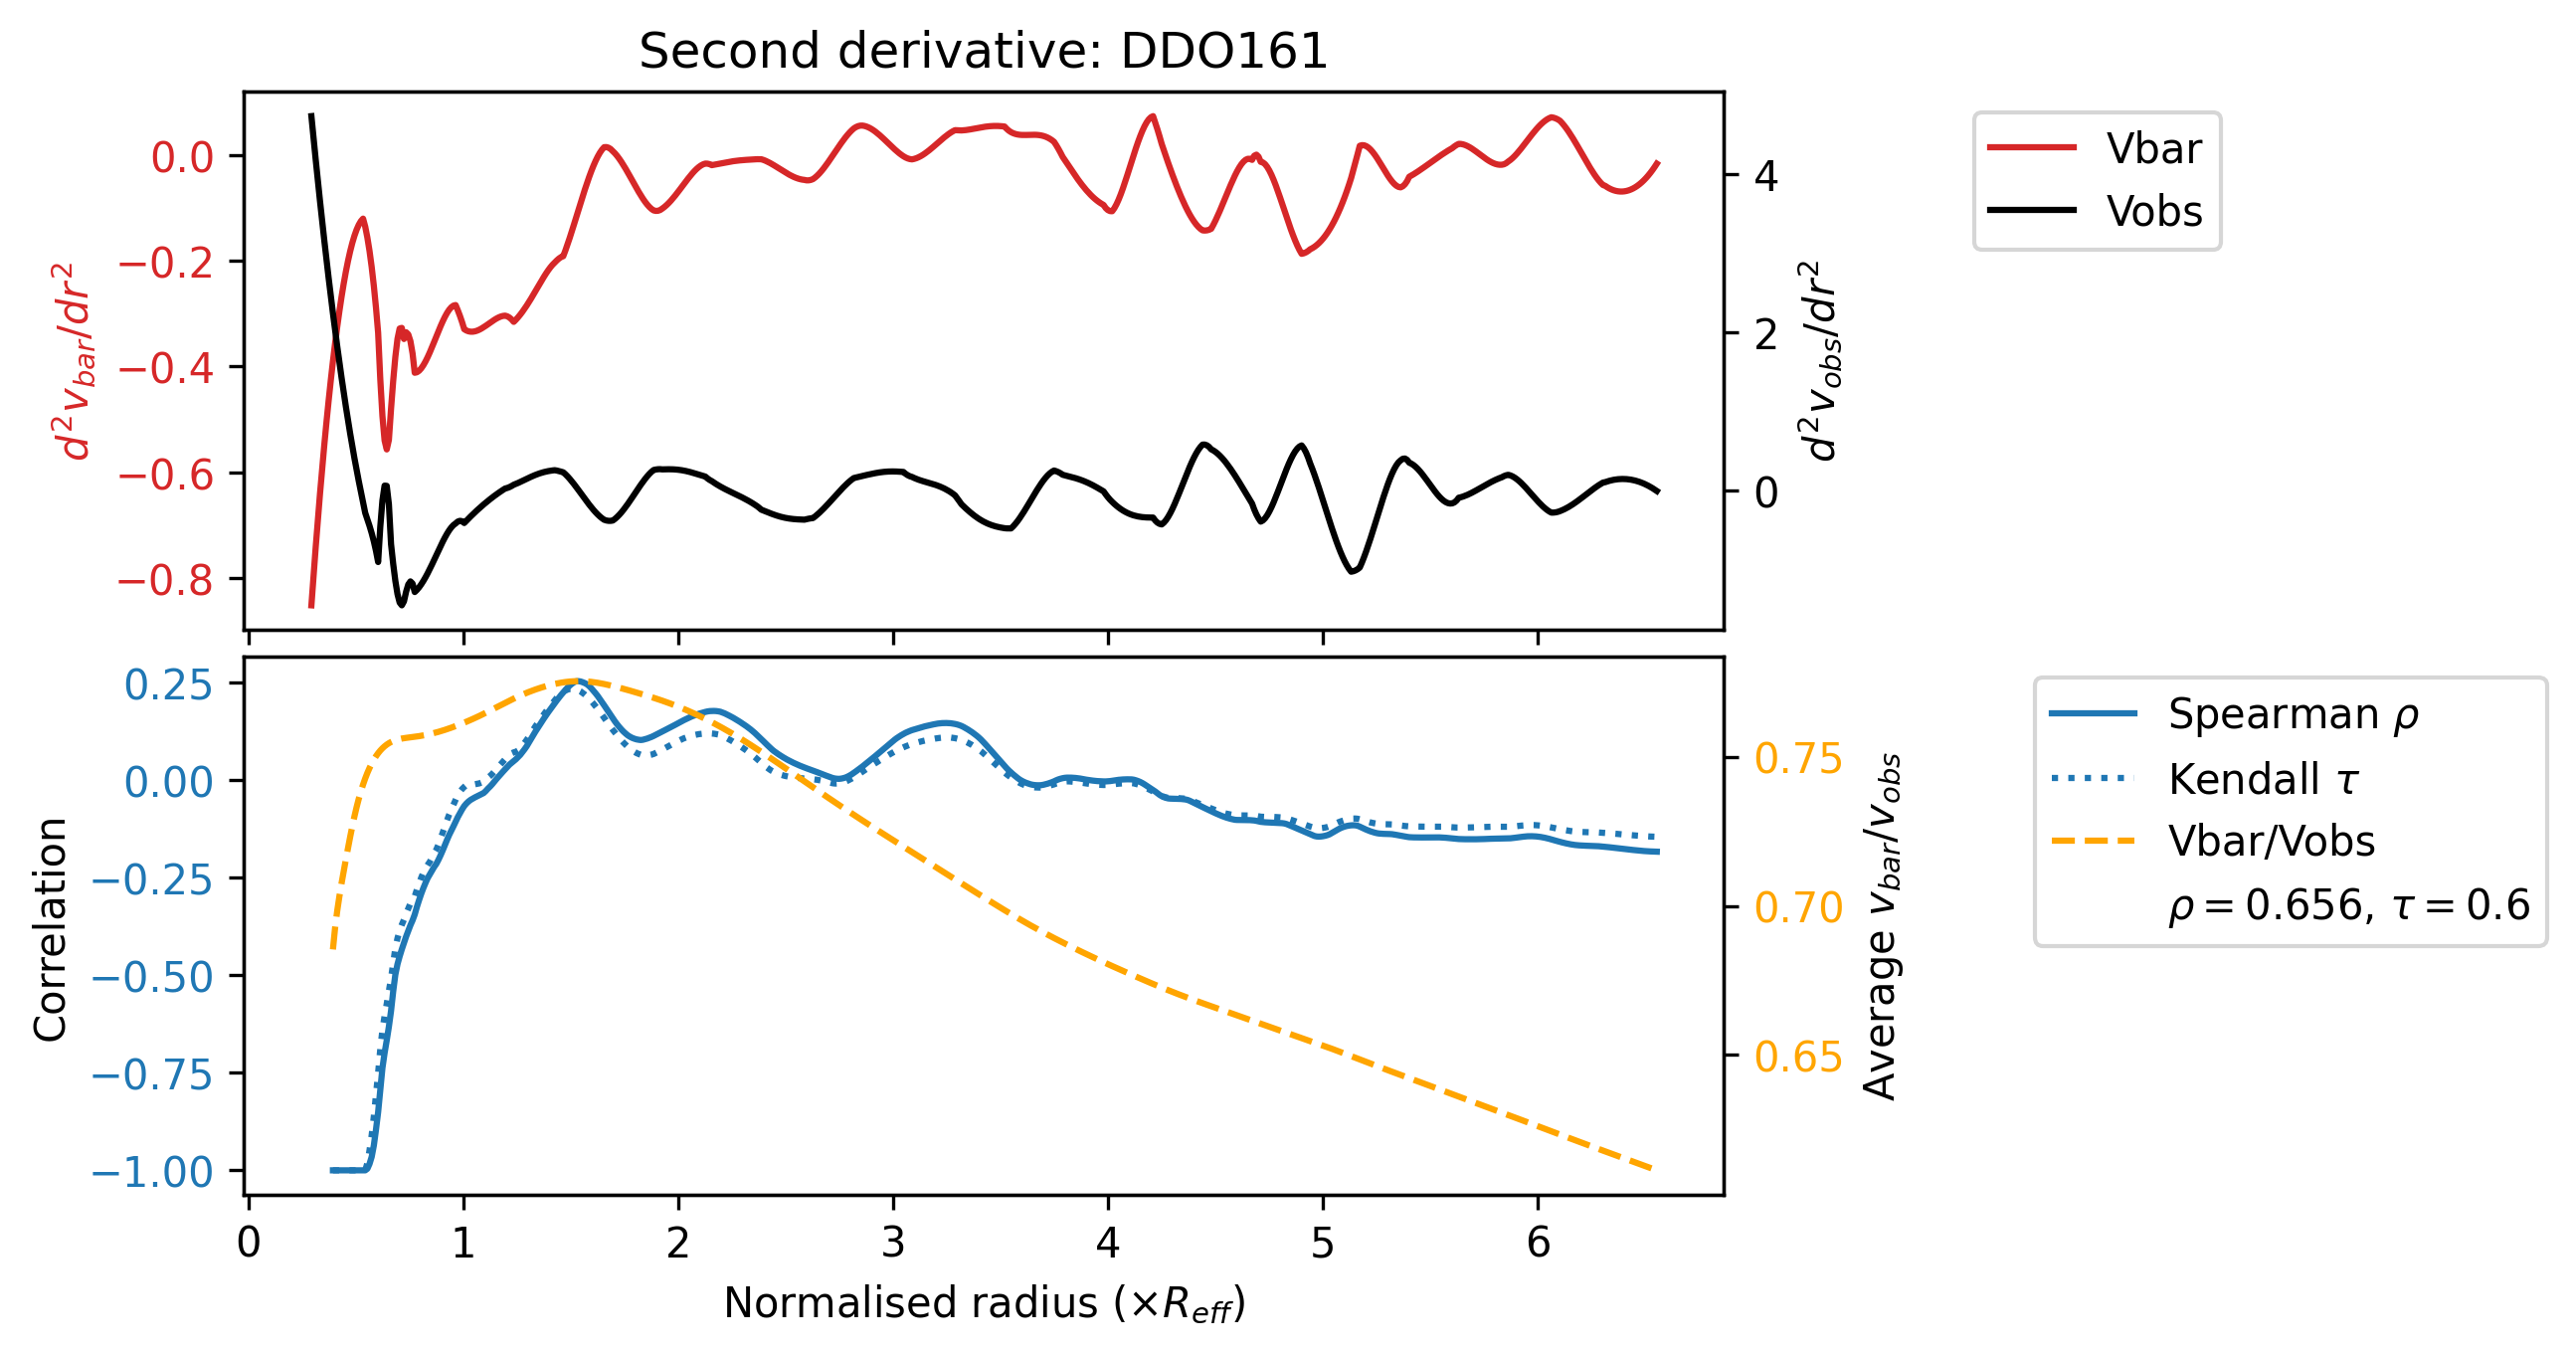 Second derivative: DDO161
0.0
−0.2
−0.4
−0.6
−0.8
d²v_bar/dr²
4
2
0
d²v_obs/dr²
Vbar
Vobs
0.25
0.00
−0.25
−0.50
−0.75
−1.00
Correlation
0.75
0.70
0.65
Average v_bar/v_obs
Spearman ρ
Kendall τ
Vbar/Vobs
ρ = 0.656, τ = 0.6
0 1 2 3 4 5 6
Normalised radius (×R_eff)